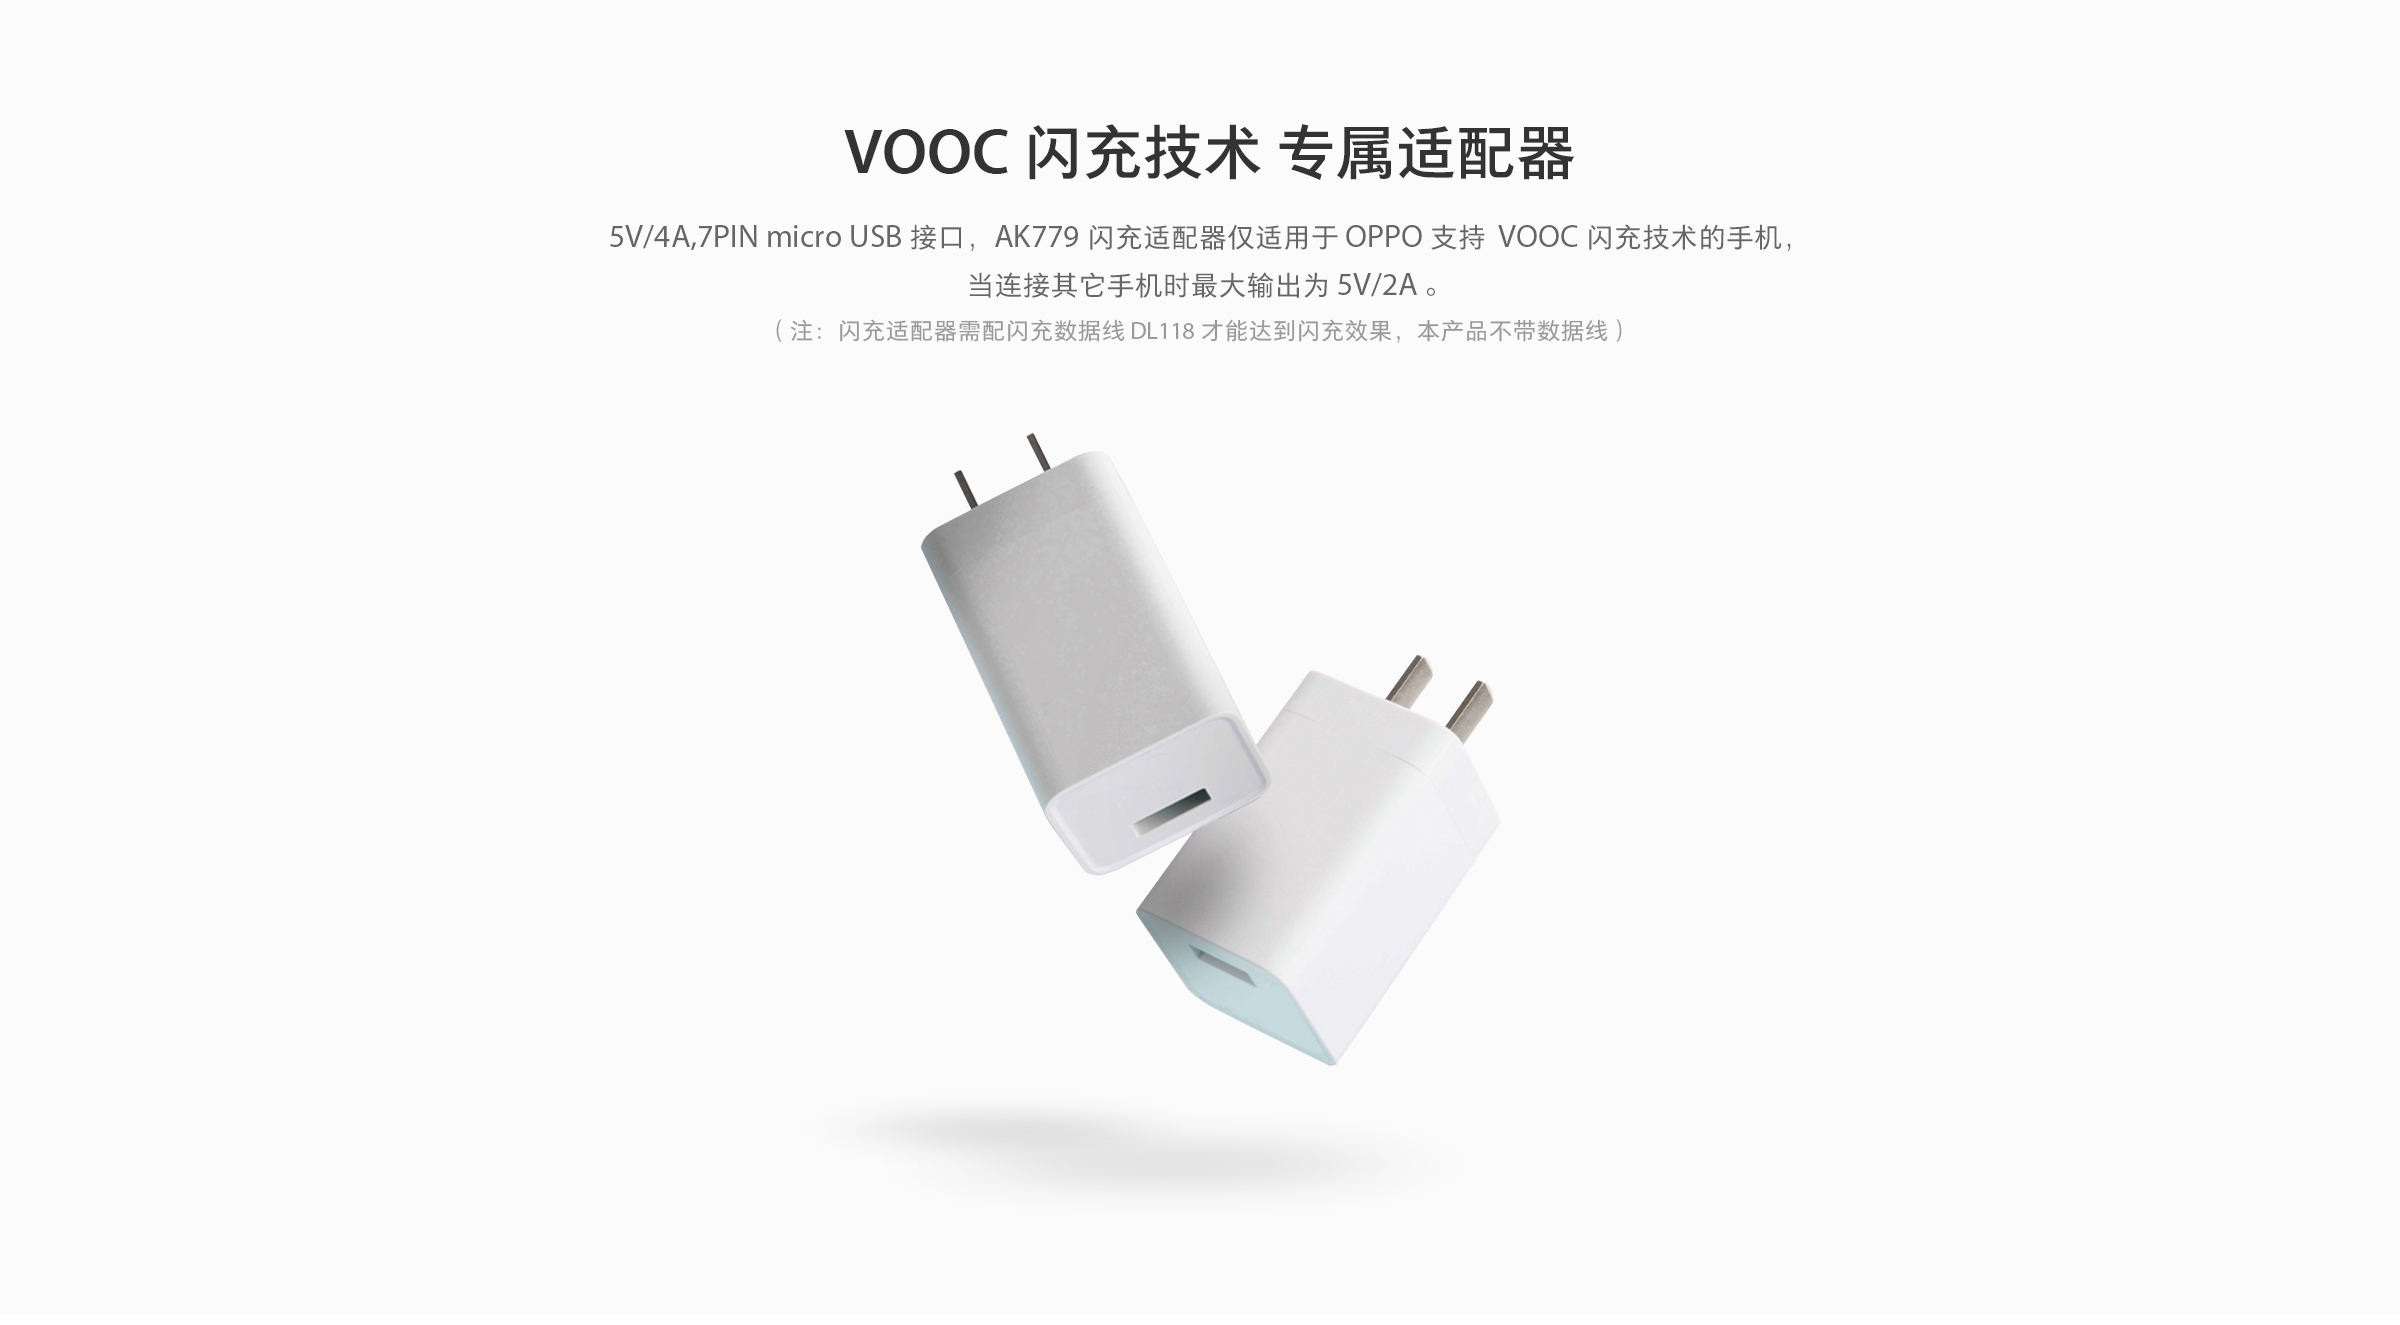 VOOC 闪充技术 专属适配器
5V/4A,7PIN micro USB 接口，AK779 闪充适配器仅适用于 OPPO 支持 VOOC 闪充技术的手机，
当连接其它手机时最大输出为 5V/2A 。
（ 注：闪充适配器需配闪充数据线 DL118 才能达到闪充效果，本产品不带数据线 ）